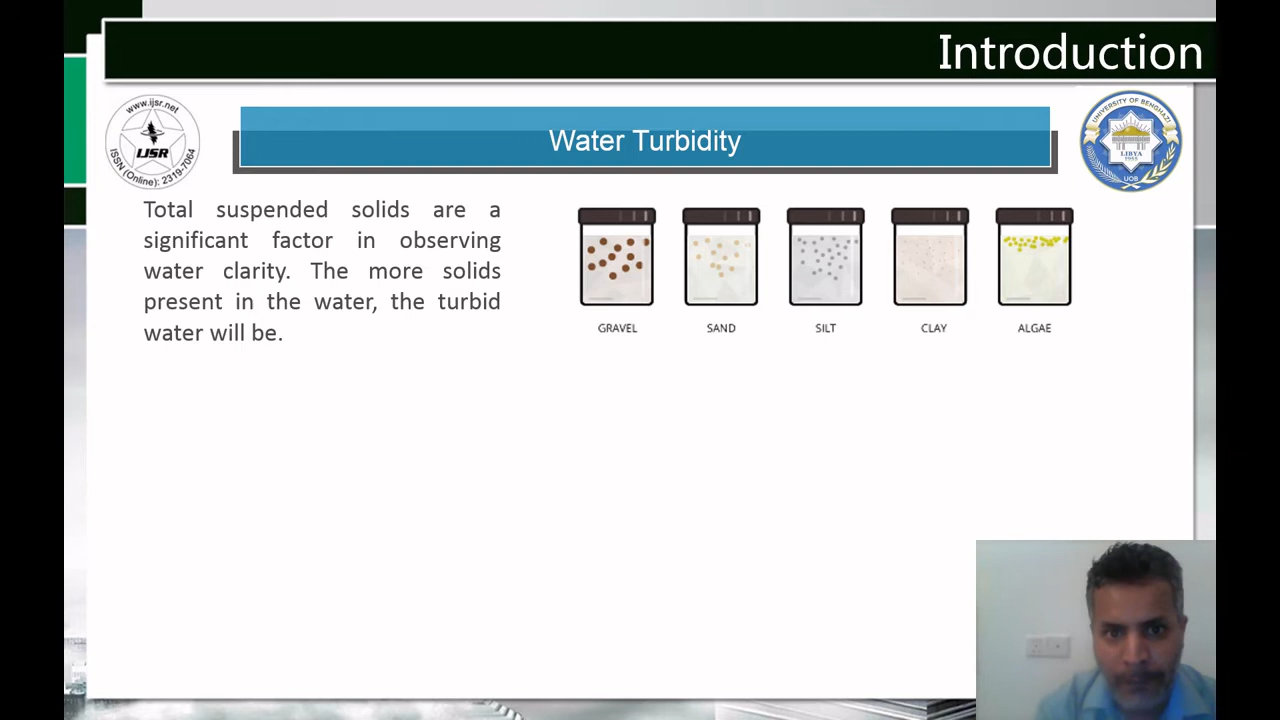 Introduction
www.ijsr.net
IJSR
ISSN (Online): 2319-7064
Water Turbidity
UNIVERSITY OF BENGHAZI
LIBYA
UOB
Total suspended solids are a
significant factor in observing
water clarity. The more solids
present in the water, the turbid
water will be.
GRAVEL SAND SILT CLAY ALGAE